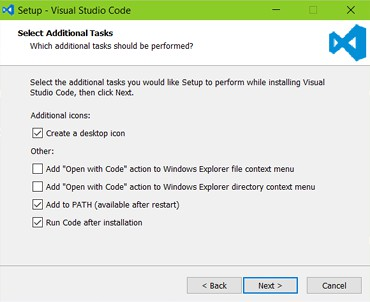 Setup - Visual Studio Code
Select Additional Tasks
Which additional tasks should be performed?
Select the additional tasks you would like Setup to perform while installing Visual
Studio Code, then click Next.
Additional icons:
Create a desktop icon
Other:
Add "Open with Code" action to Windows Explorer file context menu
Add "Open with Code" action to Windows Explorer directory context menu
Add to PATH (available after restart)
Run Code after installation
< Back Next > Cancel